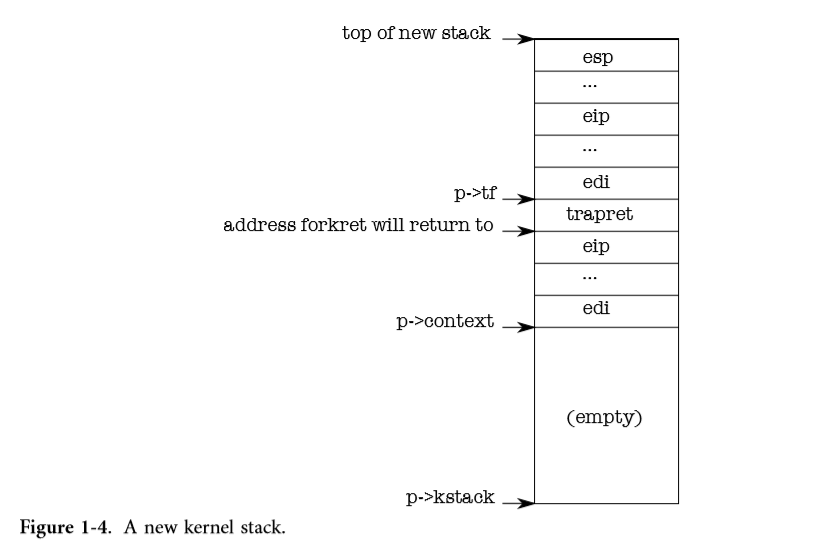 top of new stack
esp
...
eip
...
edi
p->tf
trapret
address forkret will return to
eip
...
edi
p->context
(empty)
p->kstack
Figure 1-4. A new kernel stack.